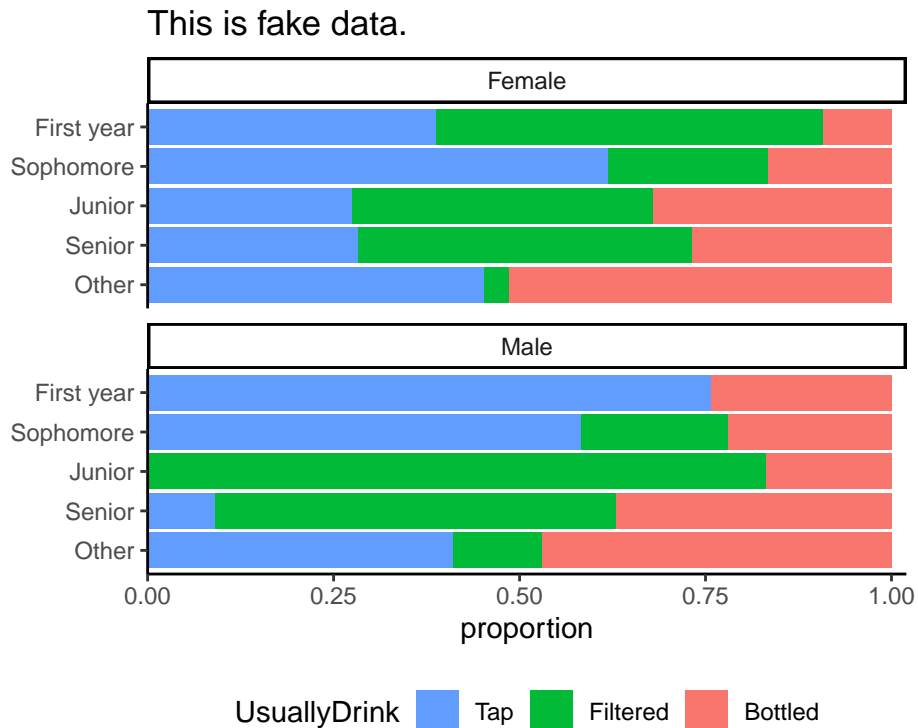 This is fake data.
Female
First year
Sophomore
Junior
Senior
Other
Male
First year
Sophomore
Junior
Senior
Other
0.00 0.25 0.50 0.75 1.00
proportion
UsuallyDrink Tap Filtered Bottled